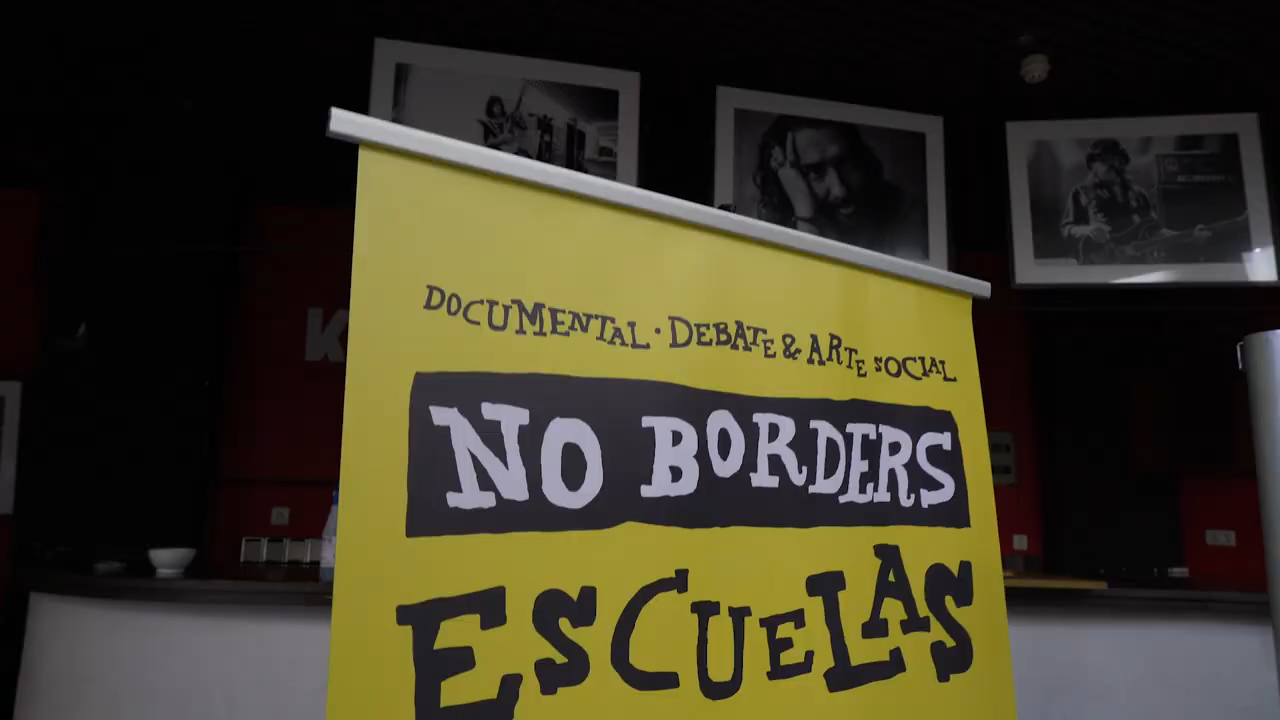 DOCUMENTAL · DEBATE & ARTE SOCIAL
NO BORDERS
ESCUELAS
K